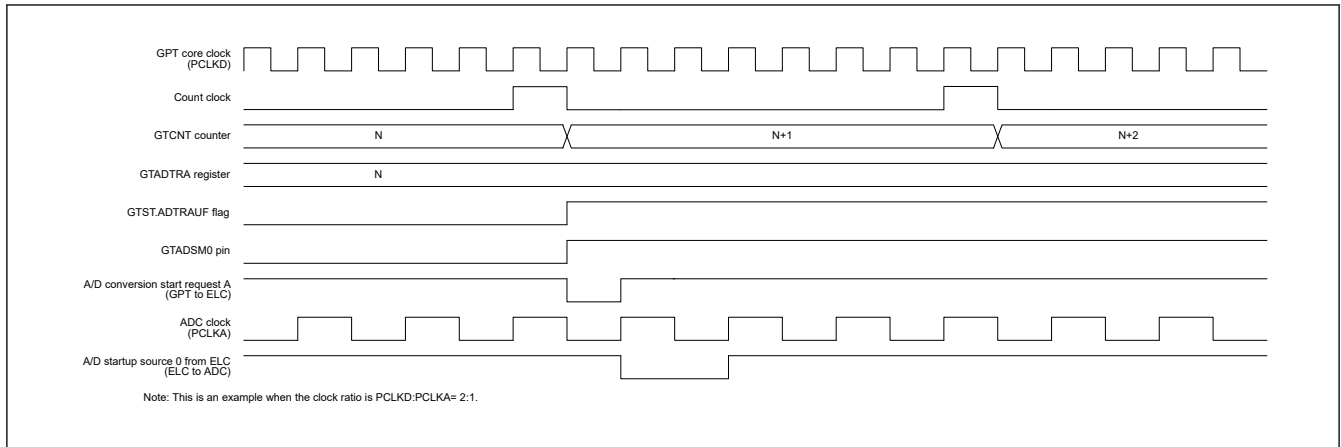 GPT core clock
(PCLKD)
Count clock
GTCNT counter
N
N+1
N+2
GTADTRA register
N
GTST.ADTRAUF flag
GTADSM0 pin
A/D conversion start request A
(GPT to ELC)
ADC clock
(PCLKA)
A/D startup source 0 from ELC
(ELC to ADC)
Note: This is an example when the clock ratio is PCLKD:PCLKA= 2:1.